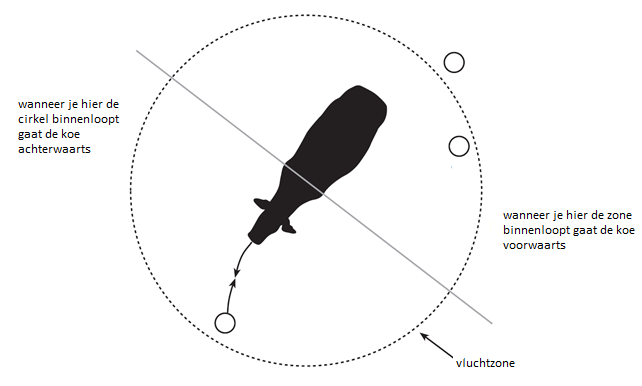 wanneer je hier de
cirkel binnenloopt
gaat de koe
achterwaarts
wanneer je hier de zone
binnenloopt gaat de koe
voorwaarts
vluchtzone